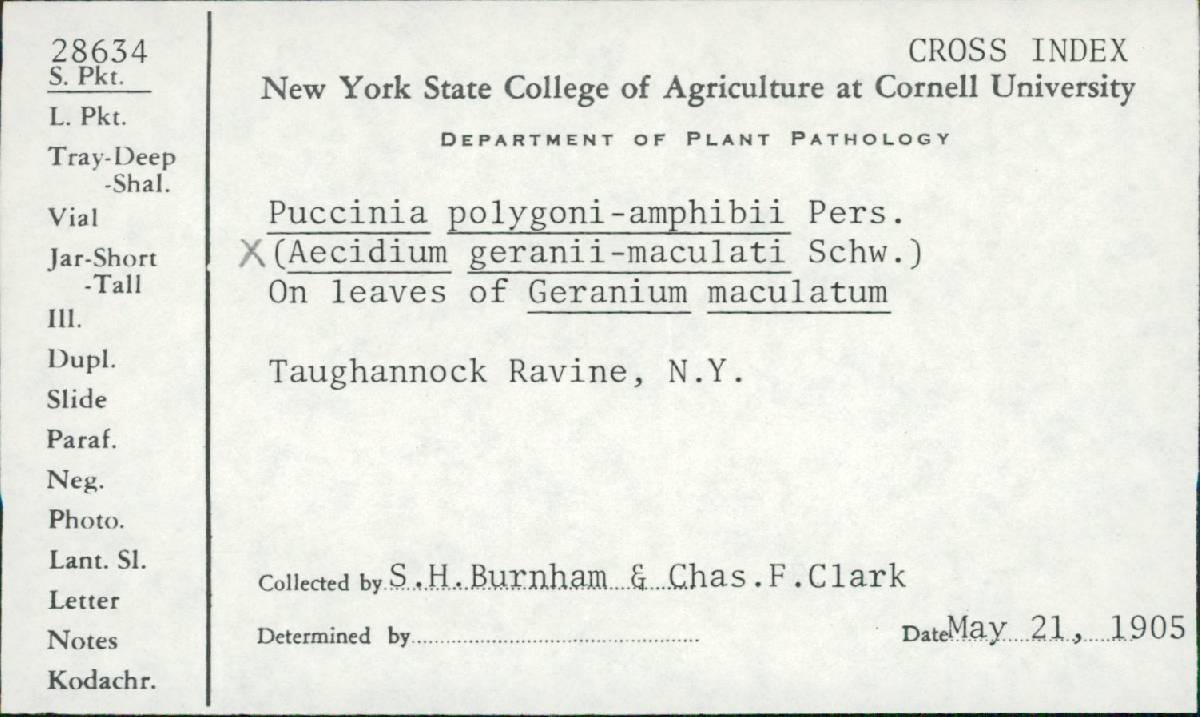 28634
S. Pkt.
L. Pkt.
Tray-Deep
-Shal.
Vial
Jar-Short
-Tall
Ill.
Dupl.
Slide
Paraf.
Neg.
Photo.
Lant. Sl.
Letter
Notes
Kodachr.
CROSS INDEX
New York State College of Agriculture at Cornell University
DEPARTMENT OF PLANT PATHOLOGY
Puccinia polygoni-amphibii Pers.
X (Aecidium geranii-maculati Schw.)
On leaves of Geranium maculatum
Taughannock Ravine, N.Y.
Collected by S.H.Burnham & Chas.F.Clark
Determined by
Date May 21, 1905